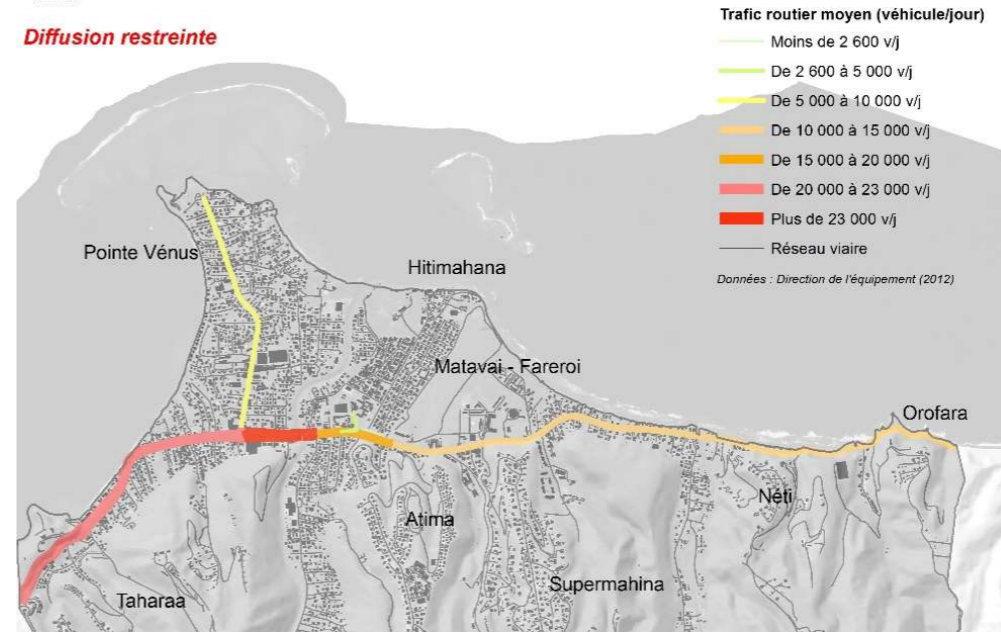 Diffusion restreinte
Trafic routier moyen (véhicule/jour)
Moins de 2 600 v/j
De 2 600 à 5 000 v/j
De 5 000 à 10 000 v/j
De 10 000 à 15 000 v/j
De 15 000 à 20 000 v/j
De 20 000 à 23 000 v/j
Plus de 23 000 v/j
Réseau viaire
Données : Direction de l'équipement (2012)
Pointe Vénus
Hitimahana
Matavai - Fareroi
Orofara
Néti
Atima
Supermahina
Taharaa